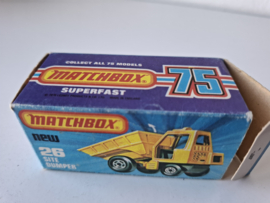 COLLECT ALL 75 MODELS
MATCHBOX
75
SUPERFAST
MATCHBOX
new
26
SITE
DUMPER